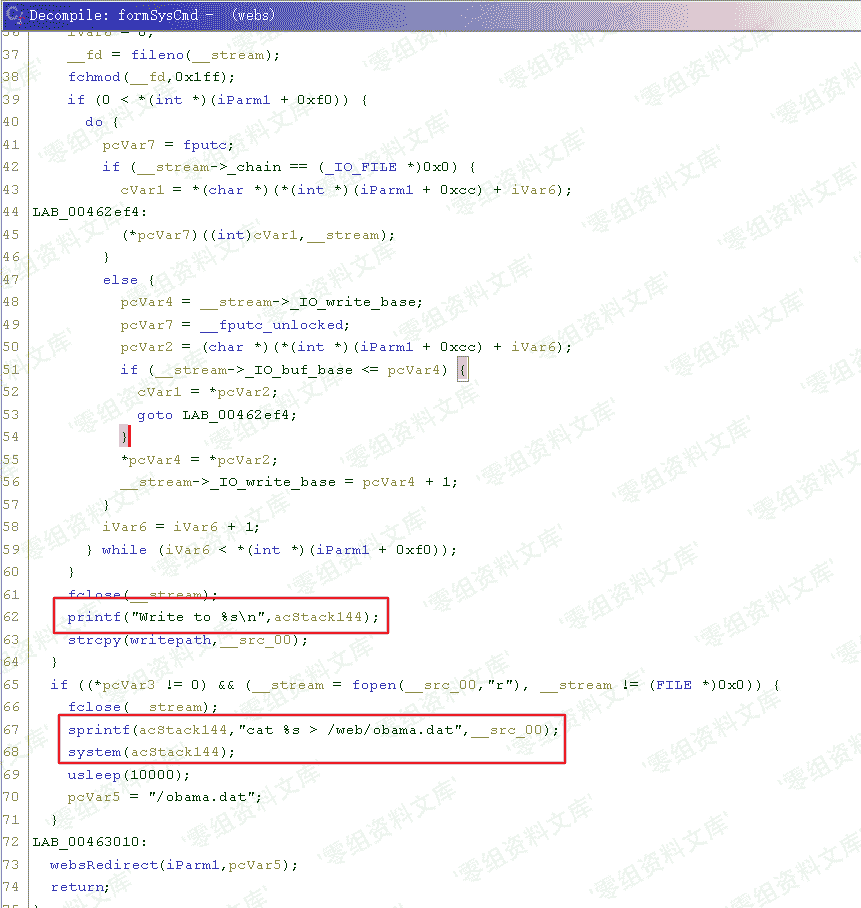 Decompile: formSysCmd - (webs)
37 __fd = fileno(__stream);
38 fchmod(__fd,0x1ff);
39 if (0 < *(int *)(iParm1 + 0xf0)) {
40 do {
41 pcVar7 = fputc;
42 if (__stream->_chain == (_IO_FILE *)0x0) {
43 cVar1 = *(char *)(*(int *)(iParm1 + 0xcc) + iVar6);
44 LAB_00462ef4:
45 (*pcVar7)((int)cVar1,__stream);
46 }
47 else {
48 pcVar4 = __stream->_IO_write_base;
49 pcVar7 = __fputc_unlocked;
50 pcVar2 = (char *)(*(int *)(iParm1 + 0xcc) + iVar6);
51 if (__stream->_IO_buf_base <= pcVar4) {
52 cVar1 = *pcVar2;
53 goto LAB_00462ef4;
54 }
55 *pcVar4 = *pcVar2;
56 __stream->_IO_write_base = pcVar4 + 1;
57 }
58 iVar6 = iVar6 + 1;
59 } while (iVar6 < *(int *)(iParm1 + 0xf0));
60 }
61 fclose(__stream);
62 printf("Write to %s\n",acStack144);
63 strcpy(writepath,__src_00);
64 }
65 if ((*pcVar3 != 0) && (__stream = fopen(__src_00,"r"), __stream != (FILE *)0x0)) {
66 fclose(__stream);
67 sprintf(acStack144,"cat %s > /web/obama.dat",__src_00);
68 system(acStack144);
69 usleep(10000);
70 pcVar5 = "/obama.dat";
71 }
72 LAB_00463010:
73 websRedirect(iParm1,pcVar5);
74 return;
'零组资料文库'